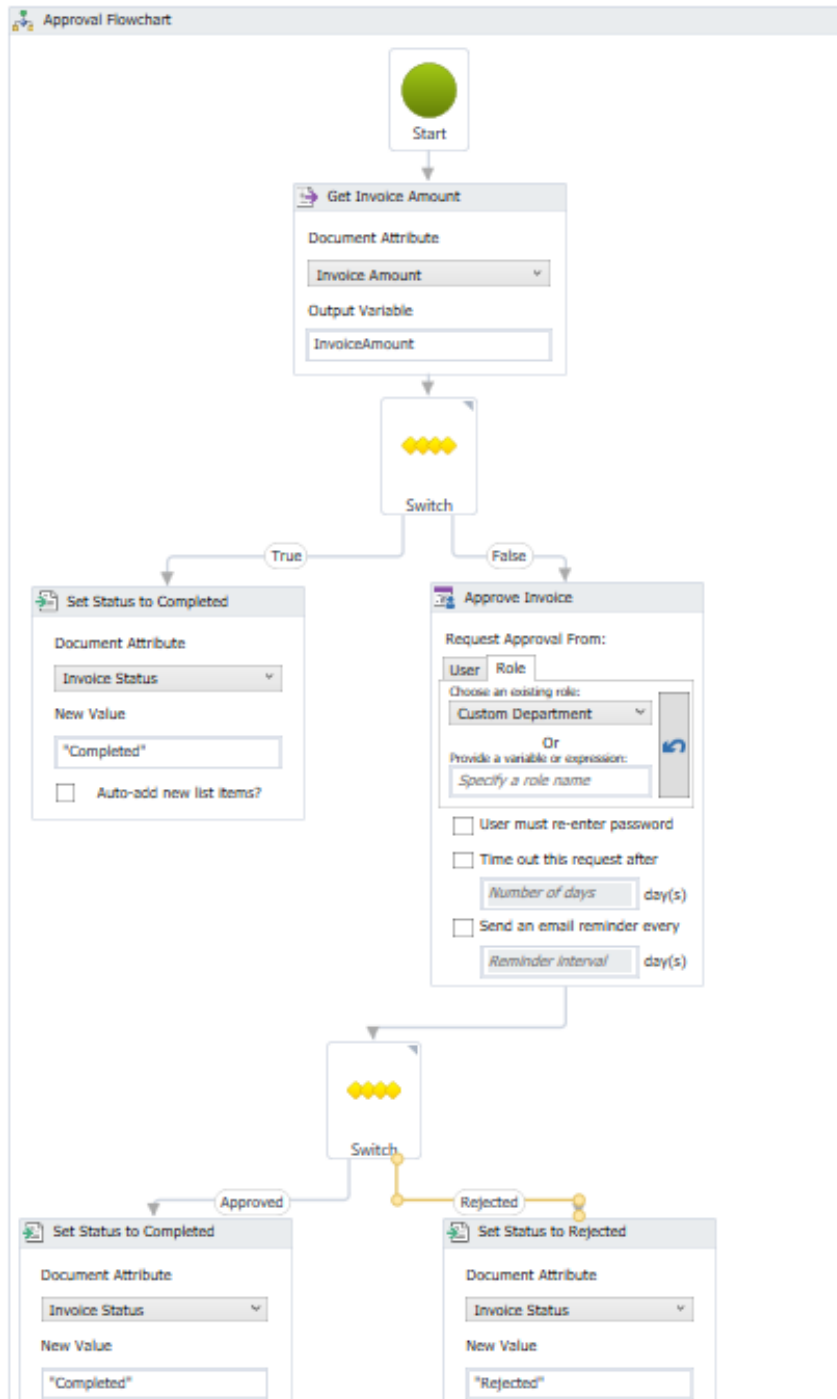 Approval Flowchart
Start
Get Invoice Amount
Document Attribute
Invoice Amount
Output Variable
InvoiceAmount
Switch
True
False
Set Status to Completed
Document Attribute
Invoice Status
New Value
"Completed"
Auto-add new list items?
Approve Invoice
Request Approval From:
User Role
Choose an existing role:
Custom Department
Or
Provide a variable or expression:
Specify a role name
User must re-enter password
Time out this request after
Number of days day(s)
Send an email reminder every
Reminder interval day(s)
Switch
Approved
Rejected
Set Status to Completed
Document Attribute
Invoice Status
New Value
"Completed"
Set Status to Rejected
Document Attribute
Invoice Status
New Value
"Rejected"